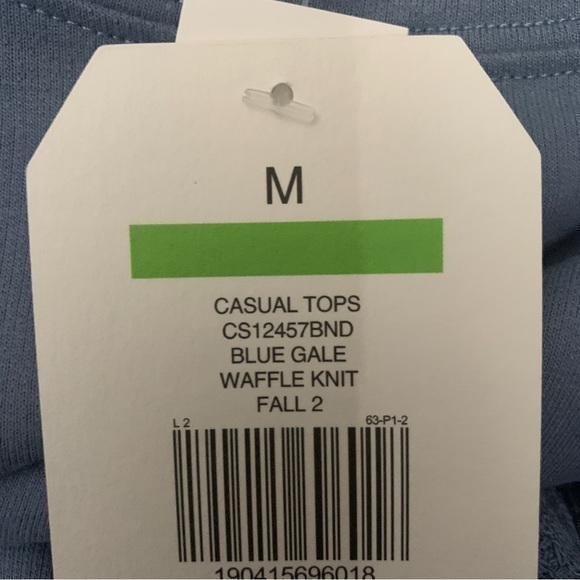 M
CASUAL TOPS
CS12457BND
BLUE GALE
WAFFLE KNIT
FALL 2
L 2 63-P1-2
190415696018